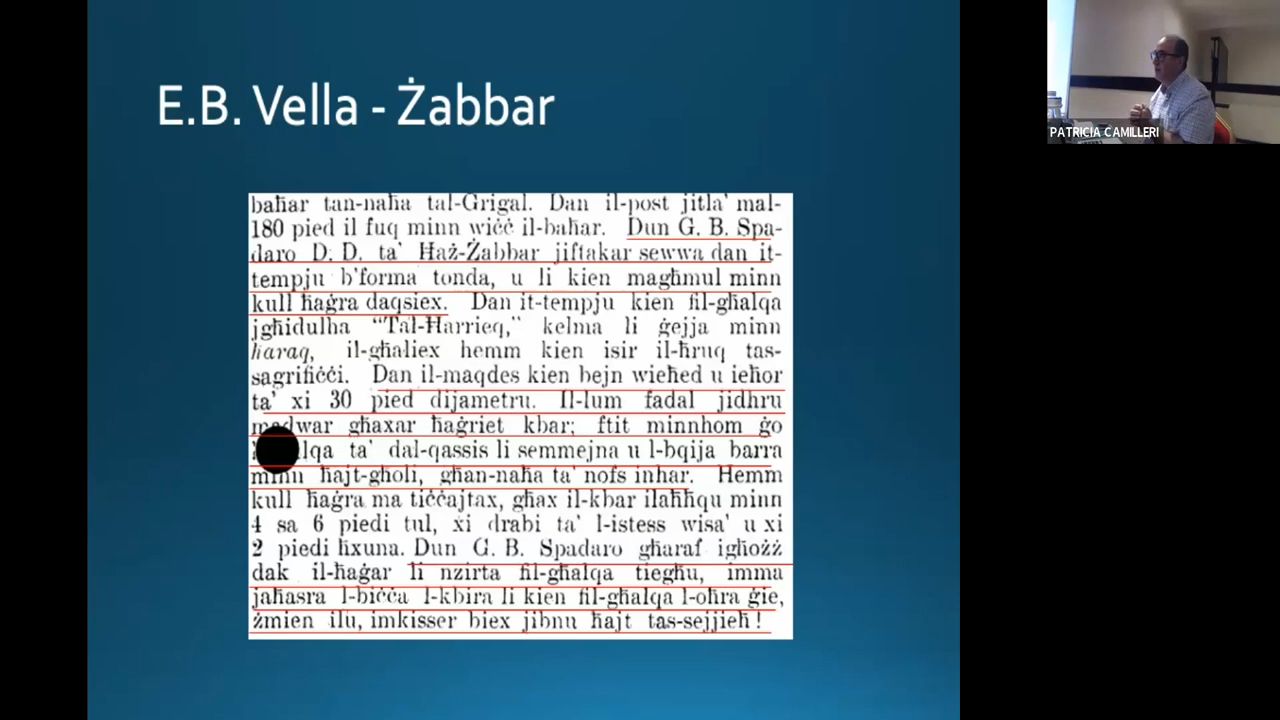 E.B. Vella - Żabbar
baħar tan-naħa tal-Grigal. Dan il-post jitla' mal-
180 pied il fuq minn wiċċ il-baħar. Dun G. B. Spa-
daro D. D. ta' Ħaż-Żabbar jiftakar sewwa dan it-
tempju b'forma tonda, u li kien magħmul minn
kull ħaġra daqsiex. Dan it-tempju kien fil-għalqa
jgħidulha "Tal-Ħarrieq," kelma li ġejja minn
ħaraq, il-għaliex hemm kien isir il-ħruq tas-
sagrifiċċi. Dan il-maqdes kien bejn wieħed u ieħor
ta' xi 30 pied dijametru. Il-lum fadal jidhru
madwar għaxar ħaġriet kbar; ftit minnhom ġo
lqa ta' dal-qassis li semmejna u l-bqija barra
minn ħajt-għoli, għan-naħa ta' nofs inhar. Hemm
kull ħaġra ma tiċċajtax, għax il-kbar ilaħħqu minn
4 sa 6 piedi tul, xi drabi ta' l-istess wisa' u xi
2 piedi ħxuna. Dun G. B. Spadaro għaraf igħożż
dak il-ħaġar li nżirta fil-għalqa tiegħu, imma
jaħasra l-biċċa l-kbira li kien fil-għalqa l-oħra ġie,
żmien ilu, imkisser biex jibnu ħajt tas-sejjieħ!
PATRICIA CAMILLERI